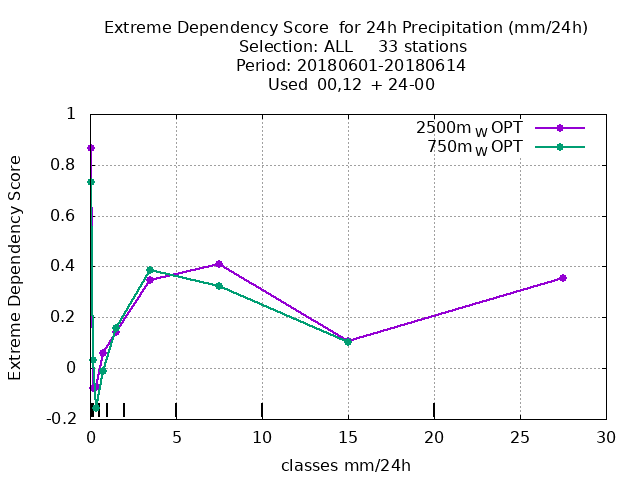 Extreme Dependency Score  for 24h Precipitation (mm/24h)
Selection: ALL     33 stations
Period: 20180601-20180614
Used  00,12  + 24-00
2500m W OPT
750m W OPT
Extreme Dependency Score
1
0.8
0.6
0.4
0.2
0
-0.2
0 5 10 15 20 25 30
classes mm/24h